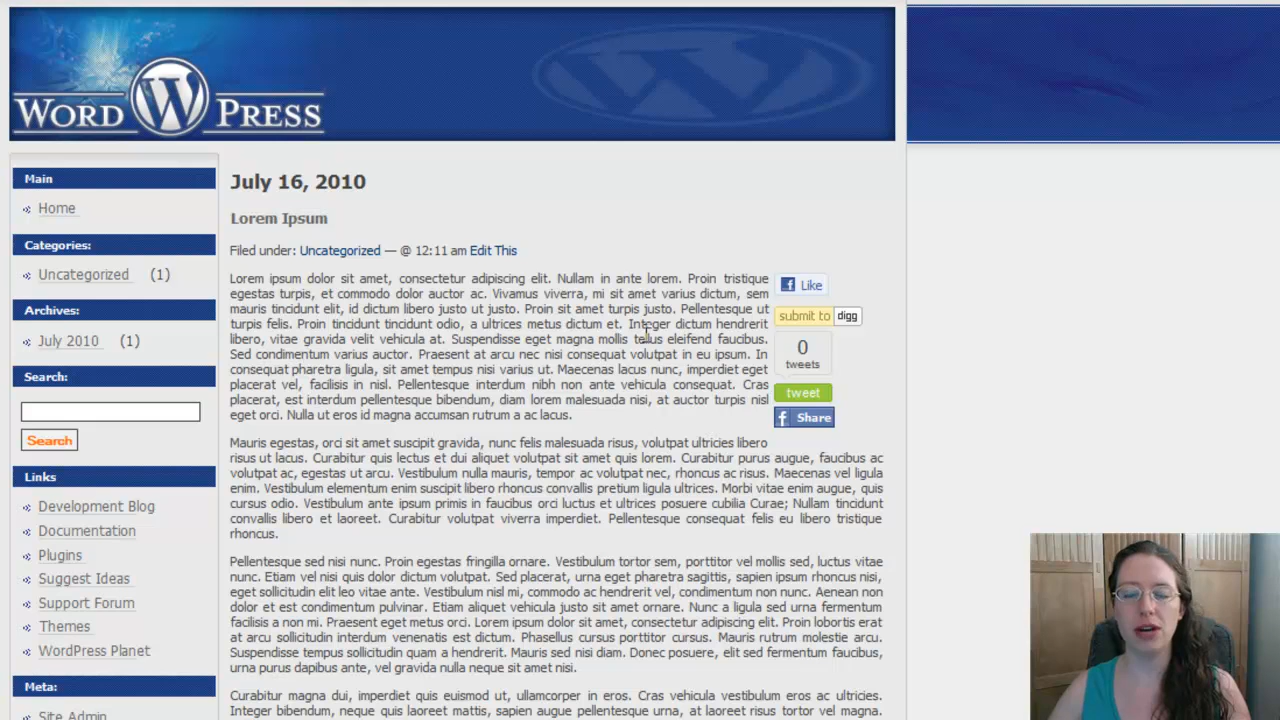 WORD PRESS
Main
Home
Categories:
Uncategorized (1)
Archives:
July 2010 (1)
Search:
Search
Links
Development Blog
Documentation
Plugins
Suggest Ideas
Support Forum
Themes
WordPress Planet
Meta:
Site Admin
July 16, 2010
Lorem Ipsum
Filed under: Uncategorized — @ 12:11 am Edit This
Lorem ipsum dolor sit amet, consectetur adipiscing elit. Nullam in ante lorem. Proin tristique
egestas turpis, et commodo dolor auctor ac. Vivamus viverra, mi sit amet varius dictum, sem
mauris tincidunt elit, id dictum libero justo ut justo. Proin sit amet turpis justo. Pellentesque ut
turpis felis. Proin tincidunt tincidunt odio, a ultrices metus dictum et. Integer dictum hendrerit
libero, vitae gravida velit vehicula at. Suspendisse eget magna mollis tellus eleifend faucibus.
Sed condimentum varius auctor. Praesent at arcu nec nisi consequat volutpat in eu ipsum. In
consequat pharetra ligula, sit amet tempus nisi varius ut. Maecenas lacus nunc, imperdiet eget
placerat vel, facilisis in nisl. Pellentesque interdum nibh non ante vehicula consequat. Cras
placerat, est interdum pellentesque bibendum, diam lorem malesuada nisi, at auctor turpis nisl
eget orci. Nulla ut eros id magna accumsan rutrum a ac lacus.
Like
submit to digg
0
tweets
tweet
Share
Mauris egestas, orci sit amet suscipit gravida, nunc felis malesuada risus, volutpat ultricies libero
risus ut lacus. Curabitur quis lectus et dui aliquet volutpat sit amet quis lorem. Curabitur purus augue, faucibus ac
volutpat ac, egestas ut arcu. Vestibulum nulla mauris, tempor ac volutpat nec, rhoncus ac risus. Maecenas vel ligula
enim. Vestibulum elementum enim suscipit libero rhoncus convallis pretium ligula ultrices. Morbi vitae enim augue, quis
cursus odio. Vestibulum ante ipsum primis in faucibus orci luctus et ultrices posuere cubilia Curae; Nullam tincidunt
convallis libero et laoreet. Curabitur volutpat viverra imperdiet. Pellentesque consequat felis eu libero tristique
rhoncus.
Pellentesque sed nisi nunc. Proin egestas fringilla ornare. Vestibulum tortor sem, porttitor vel mollis sed, luctus vitae
nunc. Etiam vel nisi quis dolor dictum volutpat. Sed placerat, urna eget pharetra sagittis, sapien ipsum rhoncus nisi,
eget sollicitudin elit leo vitae ante. Vestibulum nisl mi, commodo ac hendrerit vel, condimentum non nunc. Aenean non
dolor et est condimentum pulvinar. Etiam aliquet vehicula justo sit amet ornare. Nunc a ligula sed urna fermentum
facilisis a non mi. Praesent eget metus orci. Lorem ipsum dolor sit amet, consectetur adipiscing elit. Proin lobortis erat
at arcu sollicitudin interdum venenatis est dictum. Phasellus cursus porttitor cursus. Mauris rutrum molestie arcu.
Suspendisse tempus sollicitudin quam a hendrerit. Mauris sed nisi diam. Donec posuere, elit sed fermentum faucibus,
urna purus dapibus ante, vel gravida nulla neque sit amet nisi.
Curabitur magna dui, imperdiet quis euismod ut, ullamcorper in eros. Cras vehicula vestibulum eros ac ultricies.
Integer bibendum, neque quis laoreet mattis, sapien augue pellentesque urna, at laoreet risus tortor vel magna.